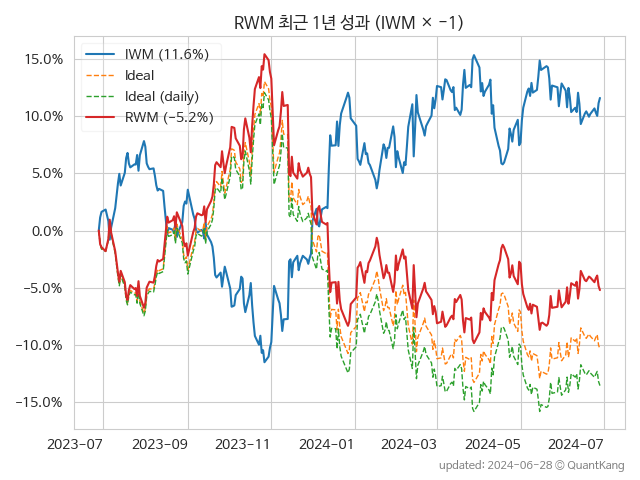 RWM 최근 1년 성과 (IWM × −1)
IWM (11.6%)
Ideal
Ideal (daily)
RWM (−5.2%)
15.0%
10.0%
5.0%
0.0%
−5.0%
−10.0%
−15.0%
2023-07 2023-09 2023-11 2024-01 2024-03 2024-05 2024-07
updated: 2024-06-28 ⓒ QuantKang